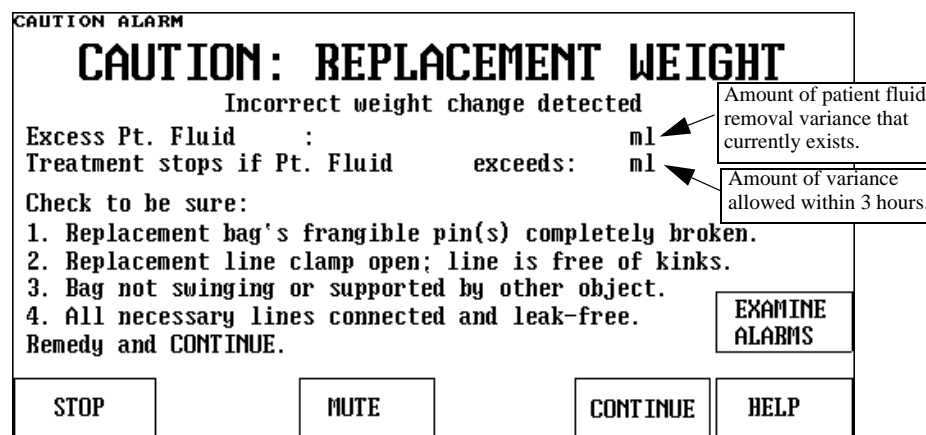 CAUTION ALARM
CAUTION: REPLACEMENT WEIGHT
Incorrect weight change detected
Excess Pt. Fluid : ml
Treatment stops if Pt. Fluid exceeds: ml
Amount of patient fluid
removal variance that
currently exists.
Amount of variance
allowed within 3 hours.
Check to be sure:
1. Replacement bag's frangible pin(s) completely broken.
2. Replacement line clamp open; line is free of kinks.
3. Bag not swinging or supported by other object.
4. All necessary lines connected and leak-free.
Remedy and CONTINUE.
EXAMINE
ALARMS
STOP
MUTE
CONTINUE
HELP